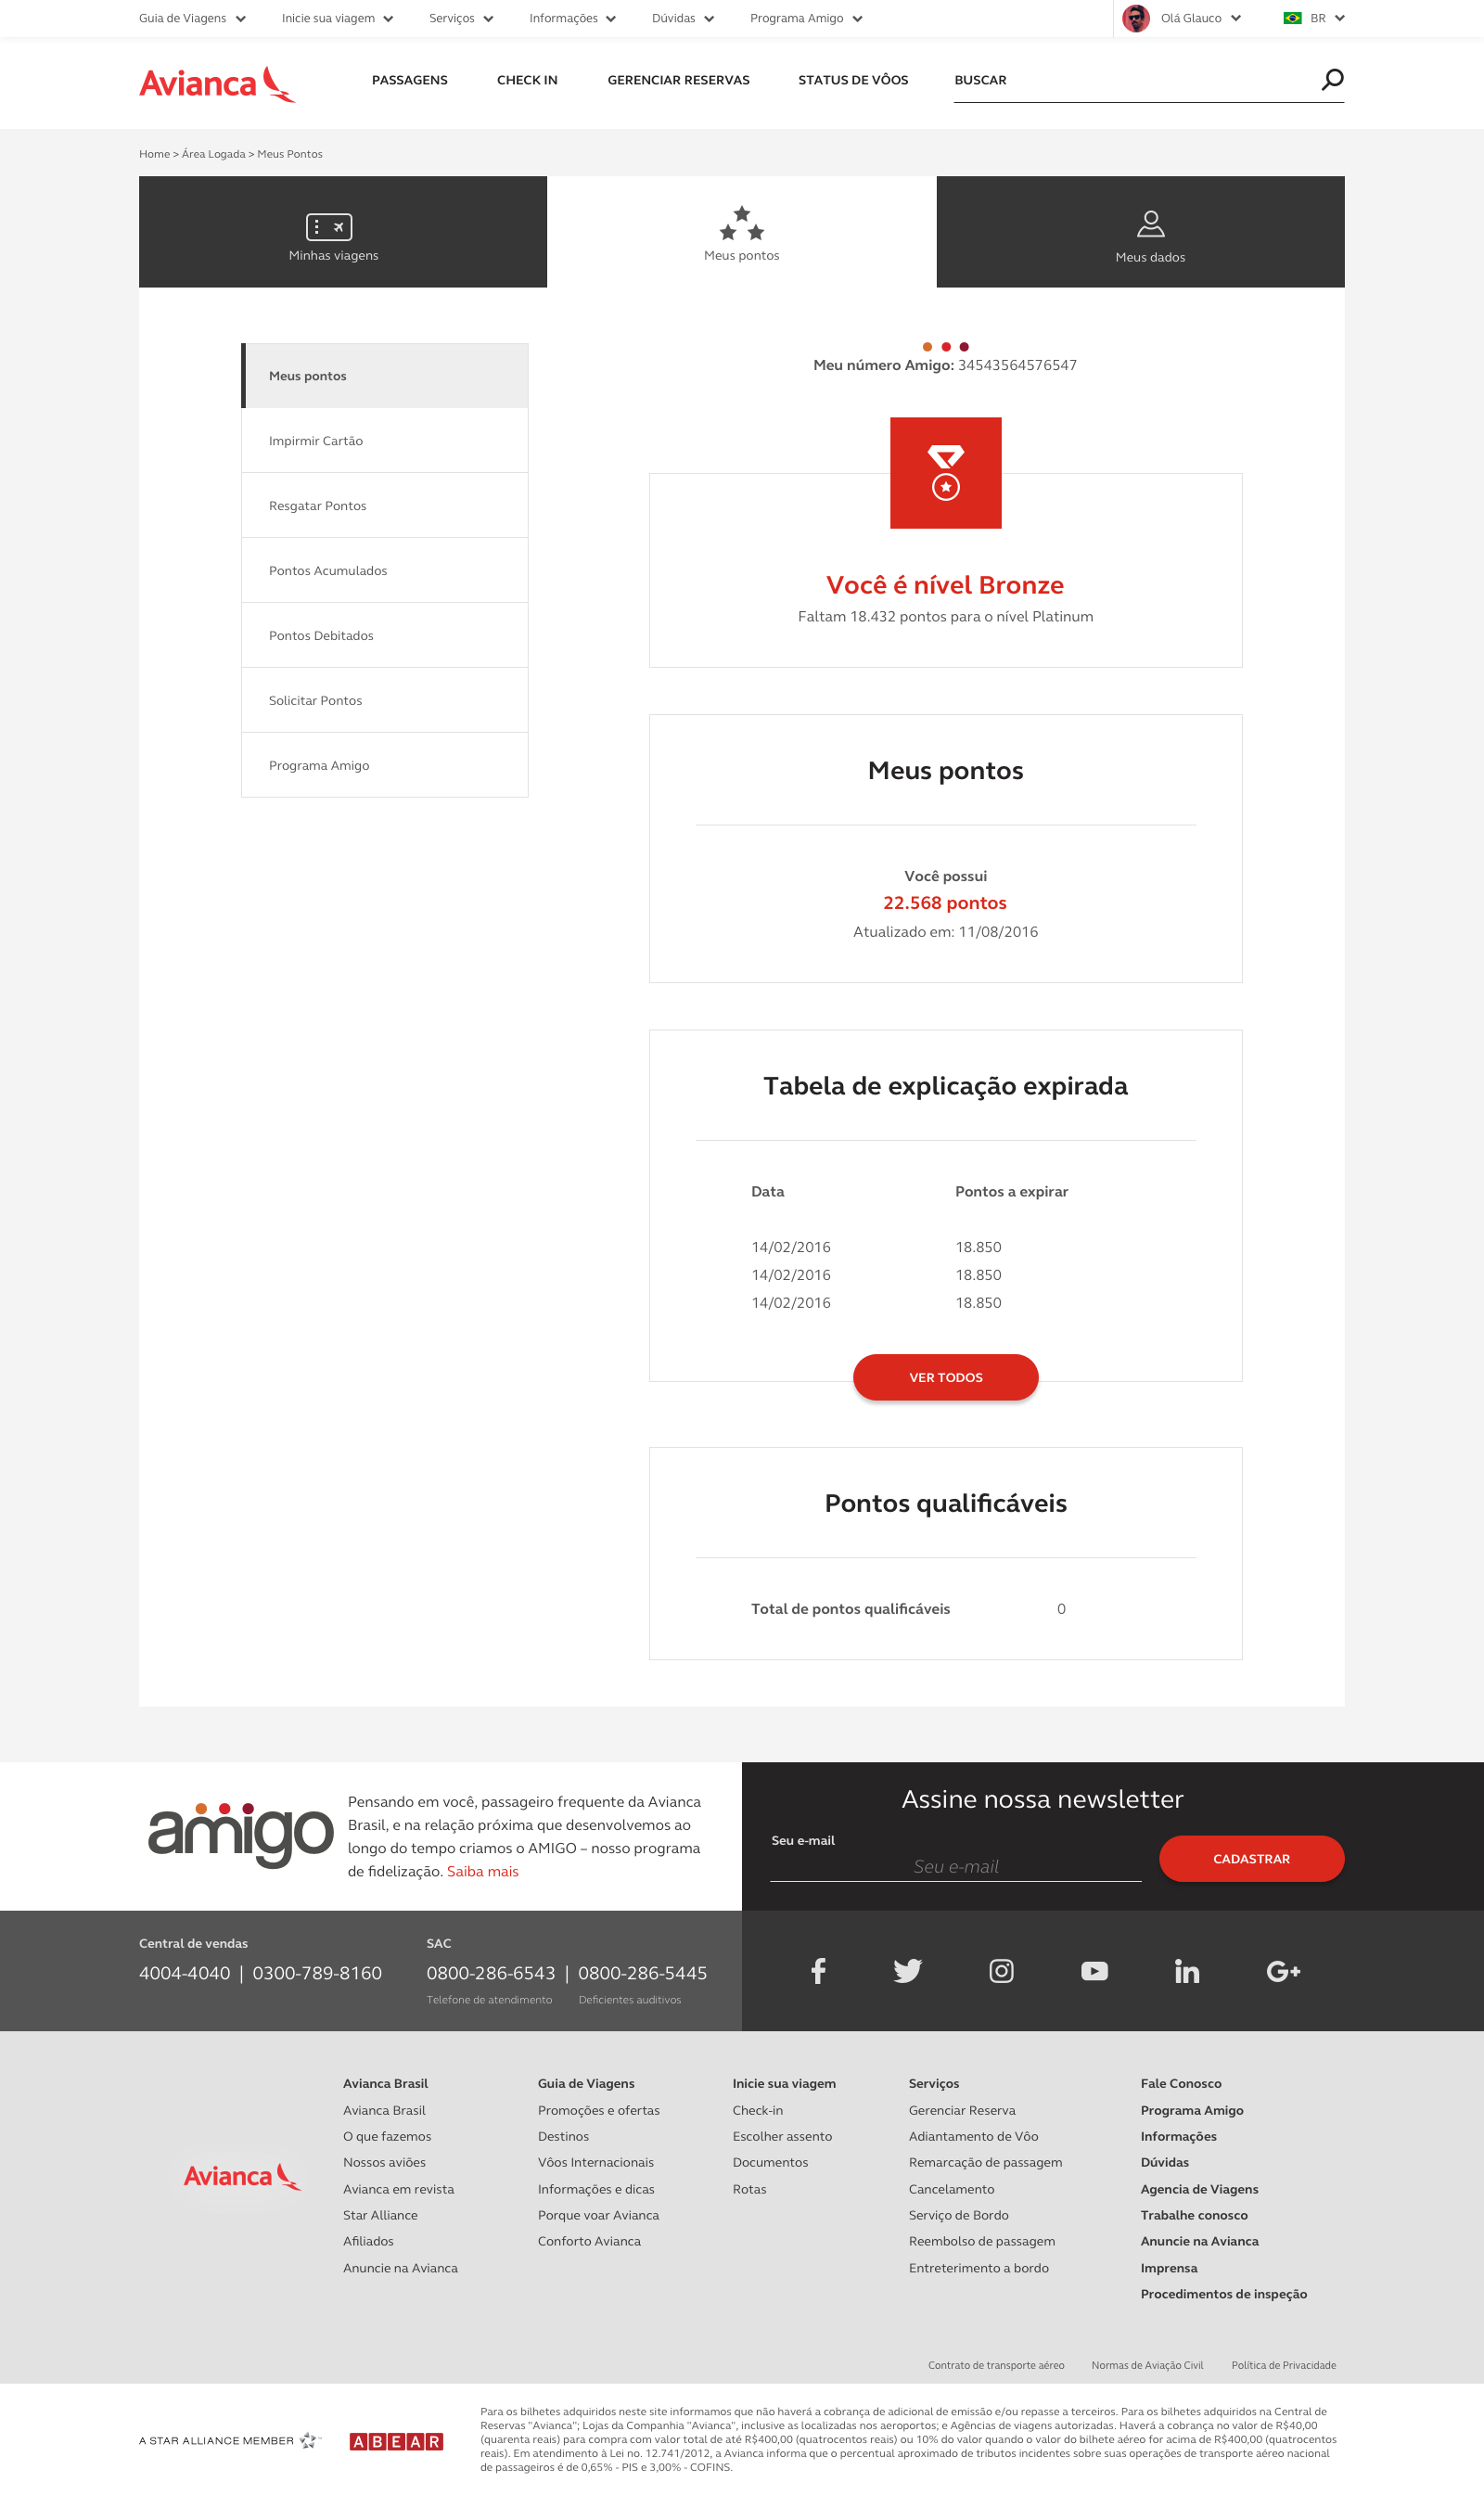 Guia de Viagens Inicie sua viagem Serviços Informações Dúvidas Programa Amigo Olá Glauco BR
Avianca PASSAGENS CHECK IN GERENCIAR RESERVAS STATUS DE VÔOS BUSCAR
Home > Área Logada > Meus Pontos
Minhas viagens Meus pontos Meus dados
Meus pontos
Impirmir Cartão
Resgatar Pontos
Pontos Acumulados
Pontos Debitados
Solicitar Pontos
Programa Amigo
Meu número Amigo: 34543564576547
Você é nível Bronze
Faltam 18.432 pontos para o nível Platinum
Meus pontos
Você possui
22.568 pontos
Atualizado em: 11/08/2016
Tabela de explicação expirada
Data Pontos a expirar
14/02/2016 18.850
14/02/2016 18.850
14/02/2016 18.850
VER TODOS
Pontos qualificáveis
Total de pontos qualificáveis 0
amigo
Pensando em você, passageiro frequente da Avianca
Brasil, e na relação próxima que desenvolvemos ao
longo do tempo criamos o AMIGO – nosso programa
de fidelização. Saiba mais
Assine nossa newsletter
Seu e-mail
Seu e-mail
CADASTRAR
Central de vendas
4004-4040 | 0300-789-8160
SAC
0800-286-6543 | 0800-286-5445
Telefone de atendimento Deficientes auditivos
Avianca
Avianca Brasil
Avianca Brasil
O que fazemos
Nossos aviões
Avianca em revista
Star Alliance
Afiliados
Anuncie na Avianca
Guia de Viagens
Promoções e ofertas
Destinos
Vôos Internacionais
Informações e dicas
Porque voar Avianca
Conforto Avianca
Inicie sua viagem
Check-in
Escolher assento
Documentos
Rotas
Serviços
Gerenciar Reserva
Adiantamento de Vôo
Remarcação de passagem
Cancelamento
Serviço de Bordo
Reembolso de passagem
Entreterimento a bordo
Fale Conosco
Programa Amigo
Informações
Dúvidas
Agencia de Viagens
Trabalhe conosco
Anuncie na Avianca
Imprensa
Procedimentos de inspeção
Contrato de transporte aéreo Normas de Aviação Civil Política de Privacidade
A STAR ALLIANCE MEMBER
ABEAR
Para os bilhetes adquiridos neste site informamos que não haverá a cobrança de adicional de emissão e/ou repasse a terceiros. Para os bilhetes adquiridos na Central de
Reservas "Avianca"; Lojas da Companhia "Avianca", inclusive as localizadas nos aeroportos; e Agências de viagens autorizadas. Haverá a cobrança no valor de R$40,00
(quarenta reais) para compra com valor total de até R$400,00 (quatrocentos reais) ou 10% do valor quando o valor do bilhete aéreo for acima de R$400,00 (quatrocentos
reais). Em atendimento à Lei no. 12.741/2012, a Avianca informa que o percentual aproximado de tributos incidentes sobre suas operações de transporte aéreo nacional
de passageiros é de 0,65% - PIS e 3,00% - COFINS.